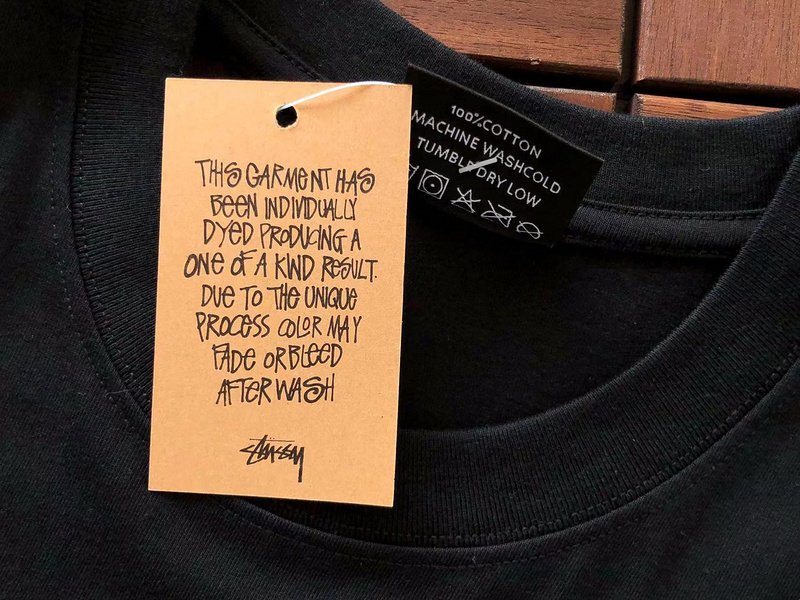 THIS GARMENT HAS
BEEN INDIVIDUALLY
DYED PRODUCING A
ONE OF A KIND RESULT.
DUE TO THE UNIQUE
PROCESS COLOR MAY
FADE OR BLEED
AFTER WASH
Stüssy
100%COTTON
MACHINE WASHCOLD
TUMBLE DRY LOW